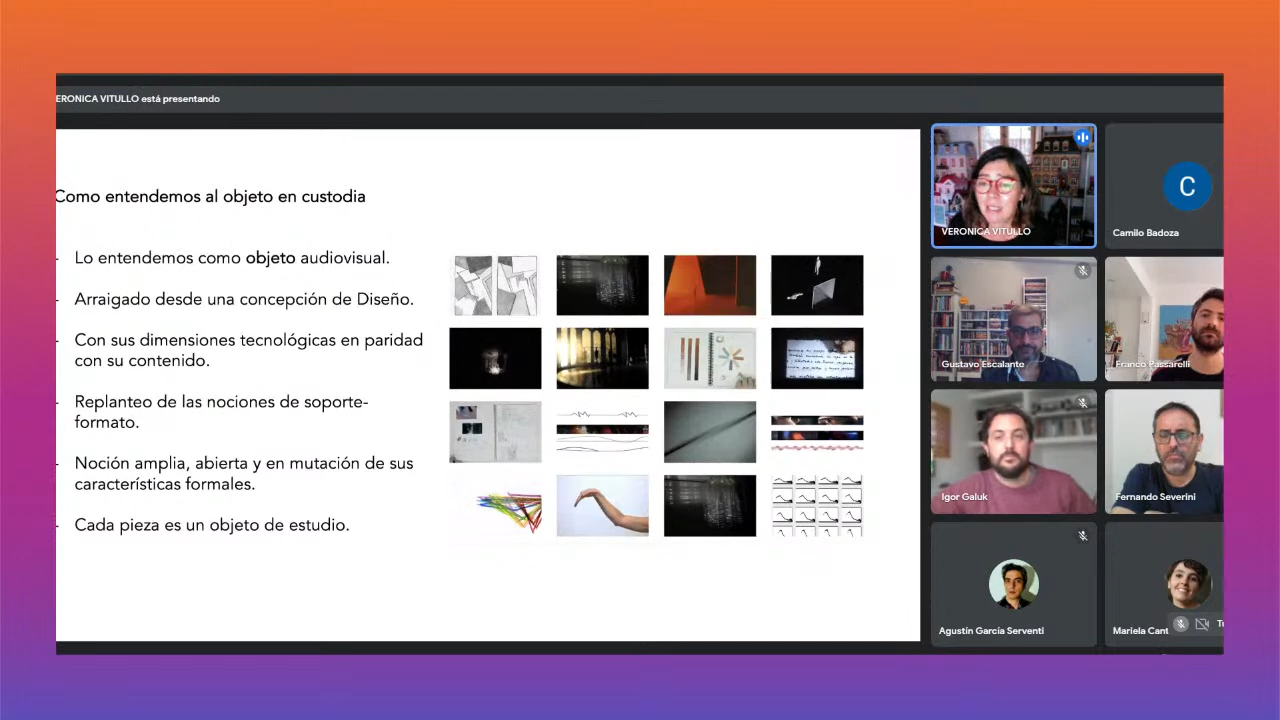 ERONICA VITULLO está presentando
Como entendemos al objeto en custodia
- Lo entendemos como objeto audiovisual.
- Arraigado desde una concepción de Diseño.
- Con sus dimensiones tecnológicas en paridad
con su contenido.
- Replanteo de las nociones de soporte-
formato.
- Noción amplia, abierta y en mutación de sus
características formales.
- Cada pieza es un objeto de estudio.
VERONICA VITULLO
C
Camilo Badoza
Gustavo Escalante
Franco Passarelli
Igor Galuk
Fernando Severini
Agustín García Serventi
Mariela Cant